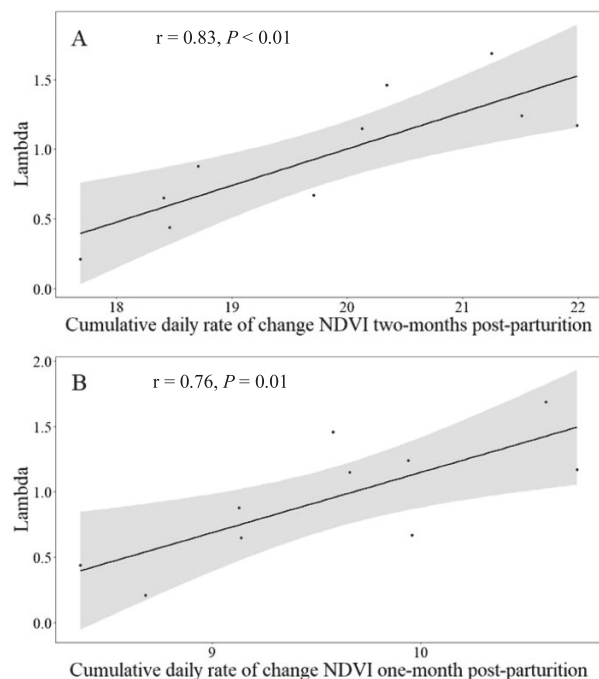 A
r = 0.83, P < 0.01
Lambda
1.5
1.0
0.5
0.0
18 19 20 21 22
Cumulative daily rate of change NDVI two-months post-parturition
B
r = 0.76, P = 0.01
Lambda
2.0
1.5
1.0
0.5
0.0
9 10
Cumulative daily rate of change NDVI one-month post-parturition